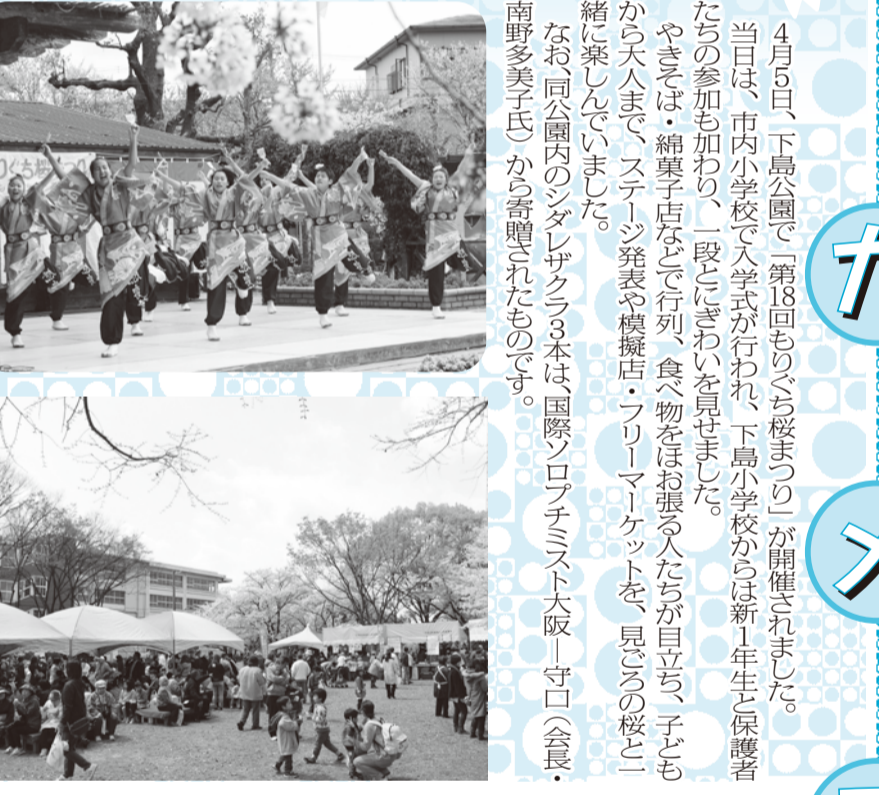 ４月５日、下島公園で「第18回もりぐち桜まつり」が開催されました。
当日は、市内小学校で入学式が行われ、下島小学校からは新１年生と保護者
たちの参加も加わり、一段とにぎわいを見せました。
やきそば・綿菓子店などで行列、食べ物をほお張る人たちが目立ち、子ども
から大人まで、ステージ発表や模擬店・フリーマーケットを、見ごろの桜と一
緒に楽しんでいました。
なお、同公園内のシダレザクラ３本は、国際ソロプチミスト大阪―守口（会長・
南野多美子氏）から寄贈されたものです。